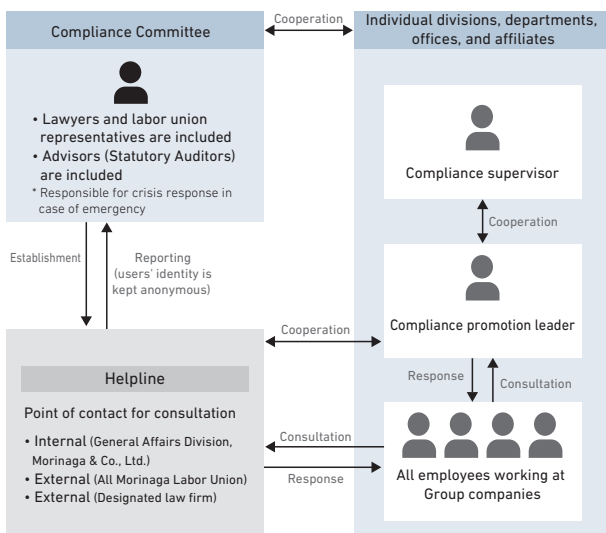 Compliance Committee
Cooperation
Individual divisions, departments,
offices, and affiliates
• Lawyers and labor union
representatives are included
• Advisors (Statutory Auditors)
are included
* Responsible for crisis response in
case of emergency
Compliance supervisor
Cooperation
Establishment
Reporting
(users' identity is
kept anonymous)
Compliance promotion leader
Cooperation
Response
Consultation
Helpline
Point of contact for consultation
• Internal (General Affairs Division,
Morinaga & Co., Ltd.)
• External (All Morinaga Labor Union)
• External (Designated law firm)
Consultation
Response
All employees working at
Group companies